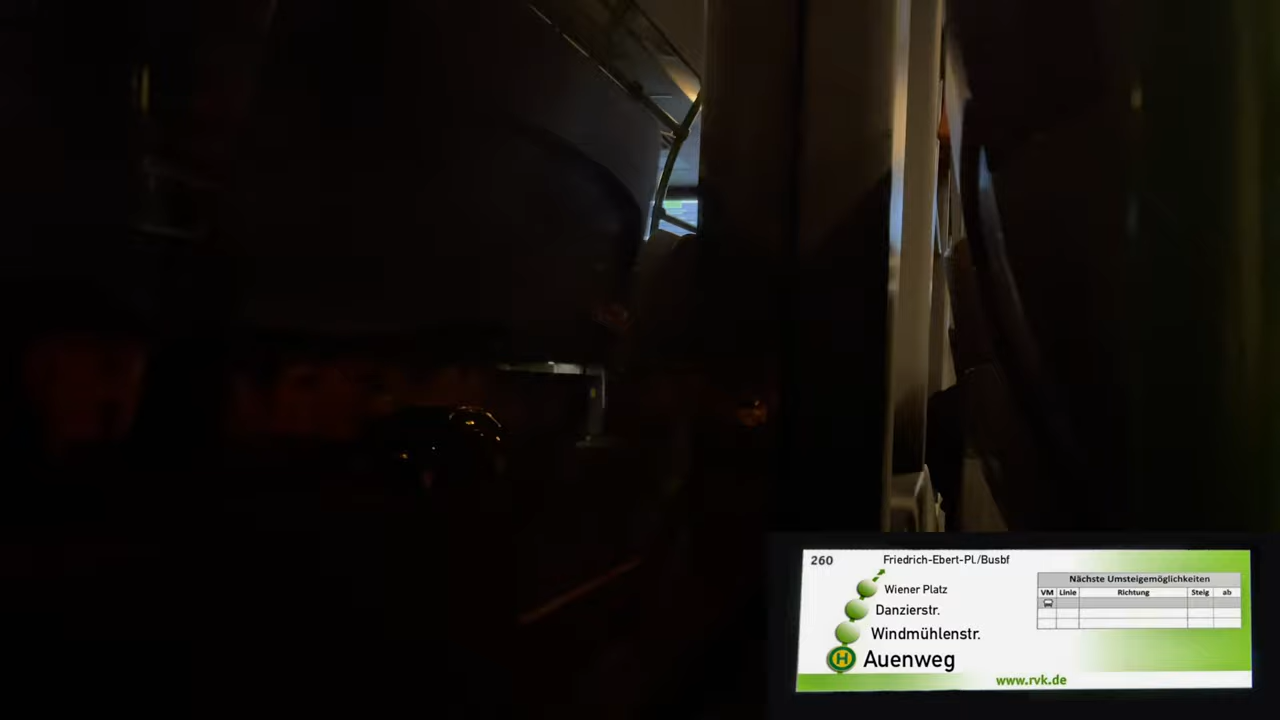 260
Friedrich-Ebert-Pl./Busbf
Wiener Platz
Danzierstr.
Windmühlenstr.
H Auenweg
Nächste Umsteigemöglichkeiten
VM Linie Richtung Steig ab
www.rvk.de